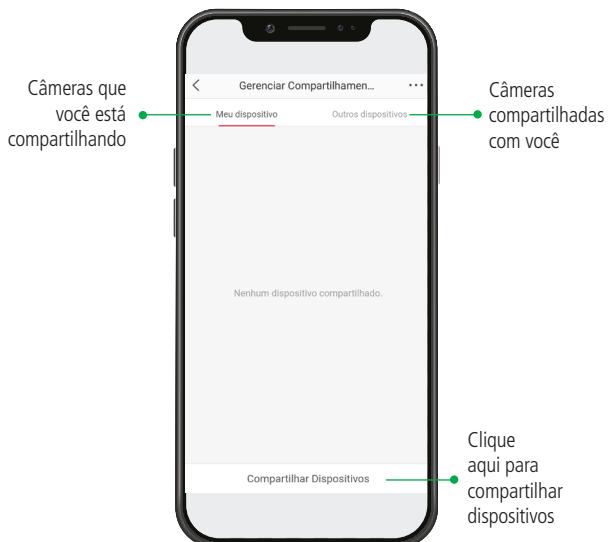 Câmeras que
você está
compartilhando
Gerenciar Compartilhamen...
Meu dispositivo
Outros dispositivos
Câmeras
compartilhadas
com você
Nenhum dispositivo compartilhado.
Compartilhar Dispositivos
Clique
aqui para
compartilhar
dispositivos